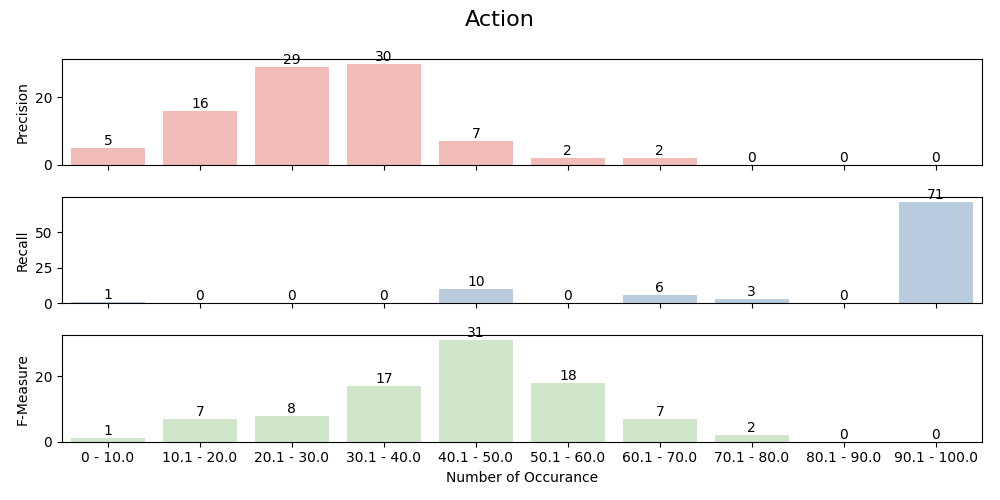 Action
Precision
20
0
5
16
29
30
7
2
2
0
0
0
Recall
50
25
0
1
0
0
0
10
0
6
3
0
71
F-Measure
20
0
1
7
8
17
31
18
7
2
0
0
0 - 10.0
10.1 - 20.0
20.1 - 30.0
30.1 - 40.0
40.1 - 50.0
50.1 - 60.0
60.1 - 70.0
70.1 - 80.0
80.1 - 90.0
90.1 - 100.0
Number of Occurance